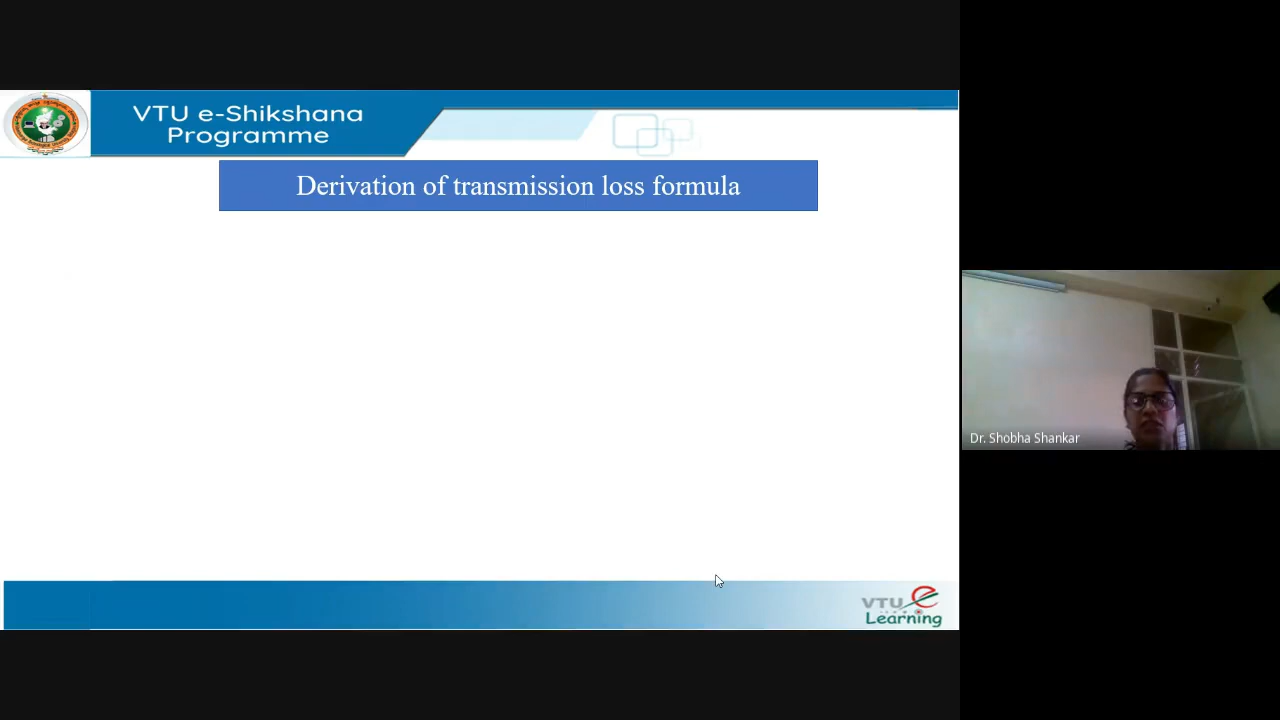 VTU e-Shikshana
Programme
Derivation of transmission loss formula
Dr. Shobha Shankar
VTU e
Learning